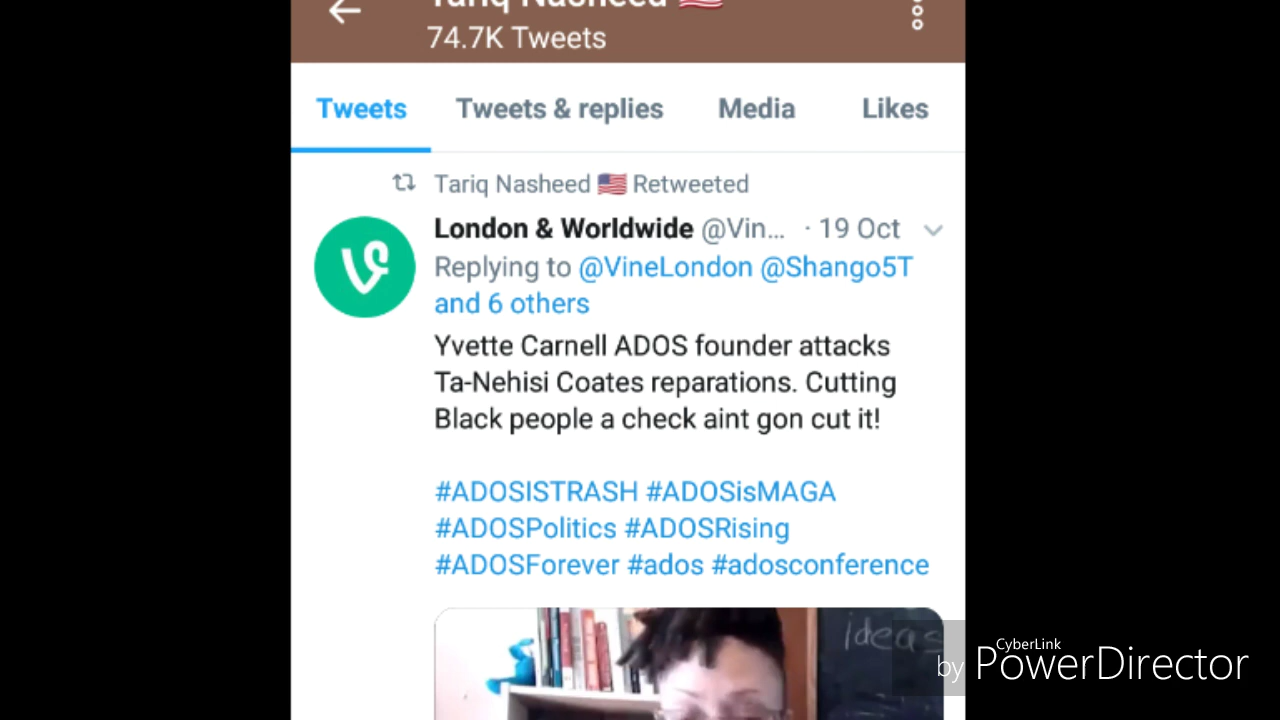 Tariq Nasheed 🇺🇸
74.7K Tweets
Tweets Tweets & replies Media Likes
Tariq Nasheed 🇺🇸 Retweeted
London & Worldwide @Vin... · 19 Oct
Replying to @VineLondon @Shango5T
and 6 others
Yvette Carnell ADOS founder attacks
Ta-Nehisi Coates reparations. Cutting
Black people a check aint gon cut it!
#ADOSISTRASH #ADOSisMAGA
#ADOSPolitics #ADOSRising
#ADOSForever #ados #adosconference
ideas
CyberLink
by PowerDirector